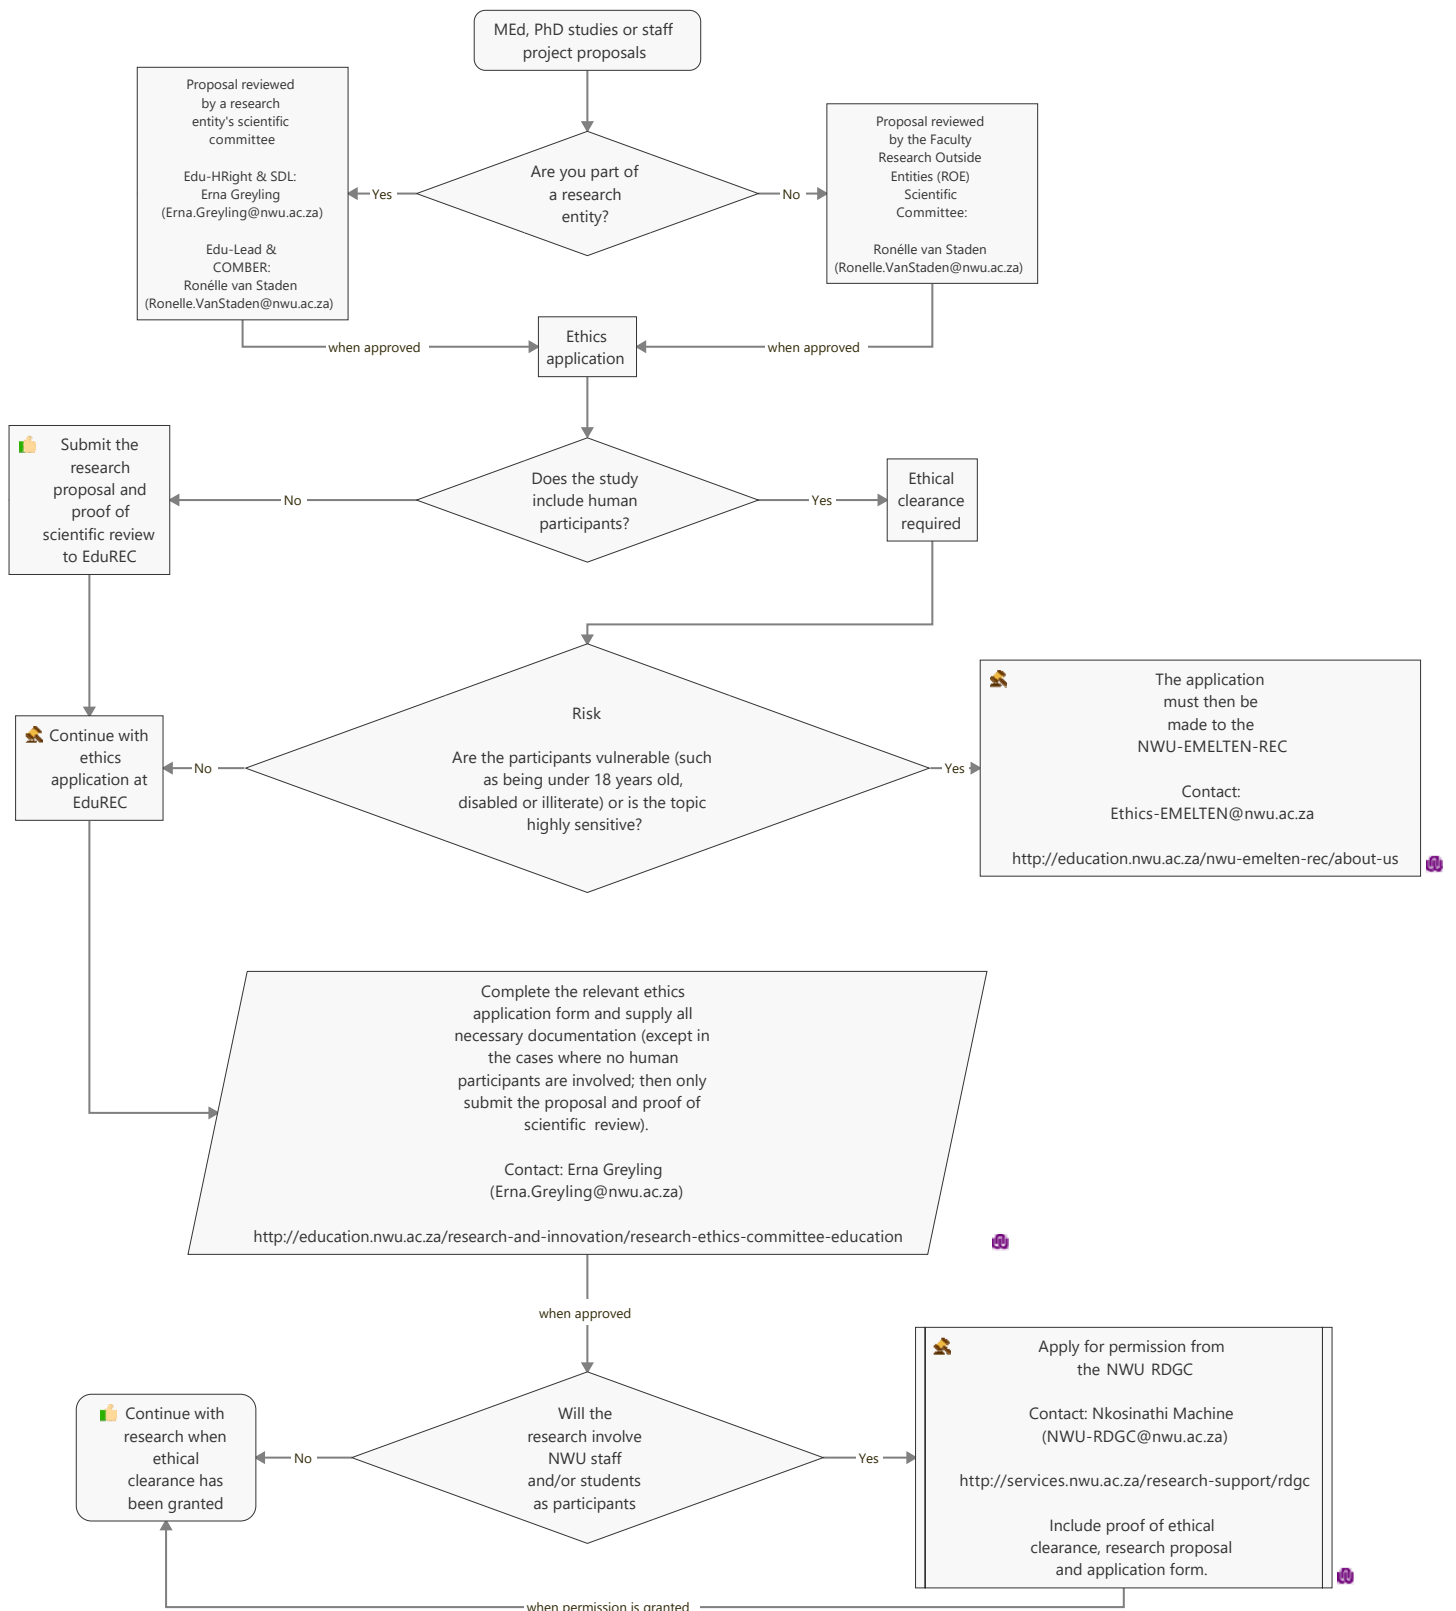 MEd, PhD studies or staff
project proposals
Proposal reviewed
by a research
entity's scientific
committee
Edu-HRight & SDL:
Erna Greyling
(Erna.Greyling@nwu.ac.za)
Edu-Lead &
COMBER:
Ronélle van Staden
(Ronelle.VanStaden@nwu.ac.za)
Yes
Are you part of
a research
entity?
No
Proposal reviewed
by the Faculty
Research Outside
Entities (ROE)
Scientific
Committee:
Ronélle van Staden
(Ronelle.VanStaden@nwu.ac.za)
when approved
Ethics
application
when approved
Submit the
research
proposal and
proof of
scientific review
to EduREC
No
Does the study
include human
participants?
Yes
Ethical
clearance
required
Continue with
ethics
application at
EduREC
No
Risk
Are the participants vulnerable (such
as being under 18 years old,
disabled or illiterate) or is the topic
highly sensitive?
Yes
The application
must then be
made to the
NWU-EMELTEN-REC
Contact:
Ethics-EMELTEN@nwu.ac.za
http://education.nwu.ac.za/nwu-emelten-rec/about-us
Complete the relevant ethics
application form and supply all
necessary documentation (except in
the cases where no human
participants are involved; then only
submit the proposal and proof of
scientific review).
Contact: Erna Greyling
(Erna.Greyling@nwu.ac.za)
http://education.nwu.ac.za/research-and-innovation/research-ethics-committee-education
when approved
Continue with
research when
ethical
clearance has
been granted
No
Will the
research involve
NWU staff
and/or students
as participants
Yes
Apply for permission from
the NWU RDGC
Contact: Nkosinathi Machine
(NWU-RDGC@nwu.ac.za)
http://services.nwu.ac.za/research-support/rdgc
Include proof of ethical
clearance, research proposal
and application form.
when permission is granted